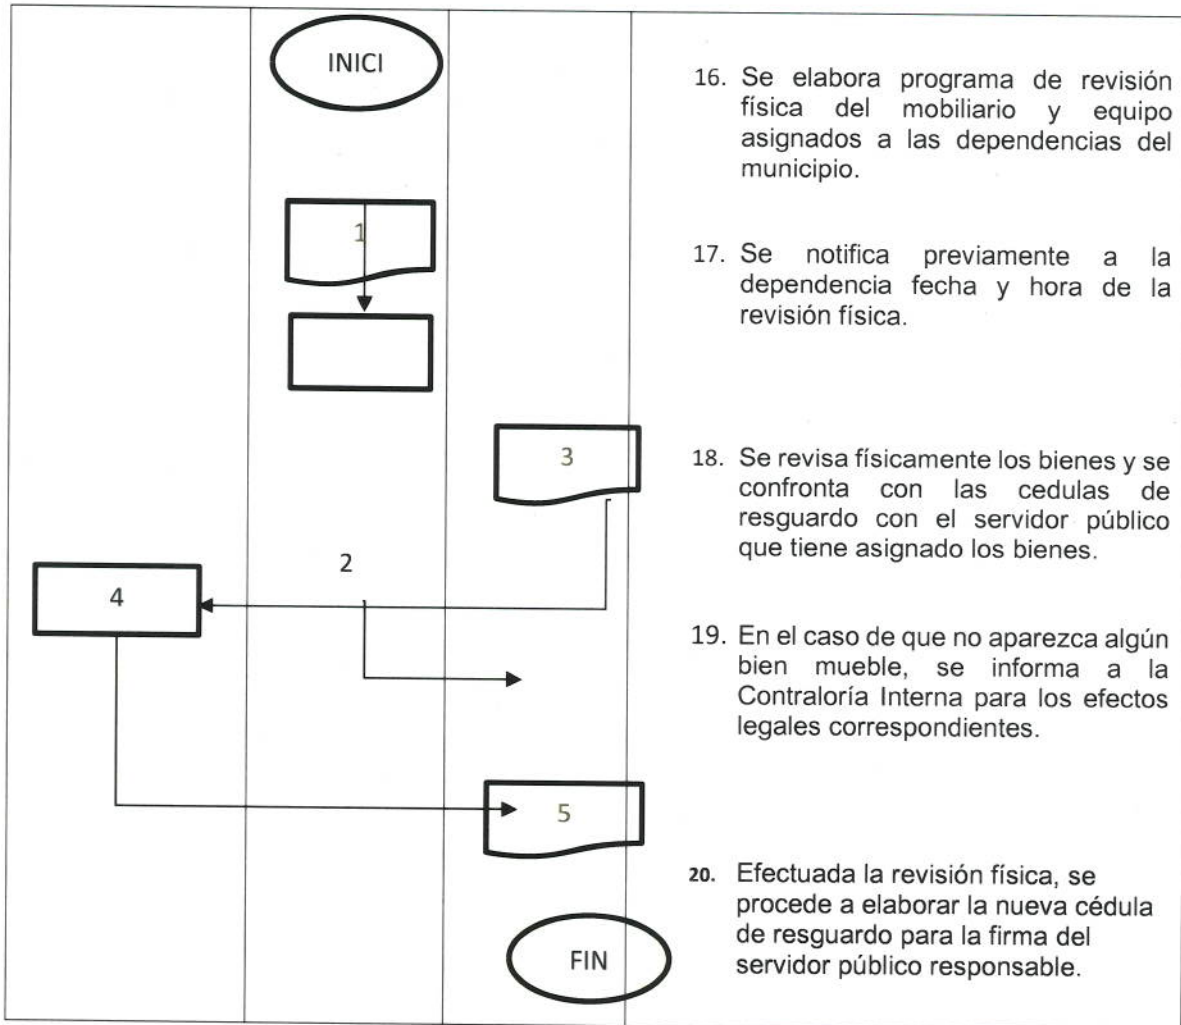 INICI
1
3
2
4
5
FIN
16. Se elabora programa de revisión
física del mobiliario y equipo
asignados a las dependencias del
municipio.
17. Se notifica previamente a la
dependencia fecha y hora de la
revisión física.
18. Se revisa físicamente los bienes y se
confronta con las cedulas de
resguardo con el servidor público
que tiene asignado los bienes.
19. En el caso de que no aparezca algún
bien mueble, se informa a la
Contraloría Interna para los efectos
legales correspondientes.
20. Efectuada la revisión física, se
procede a elaborar la nueva cédula
de resguardo para la firma del
servidor público responsable.